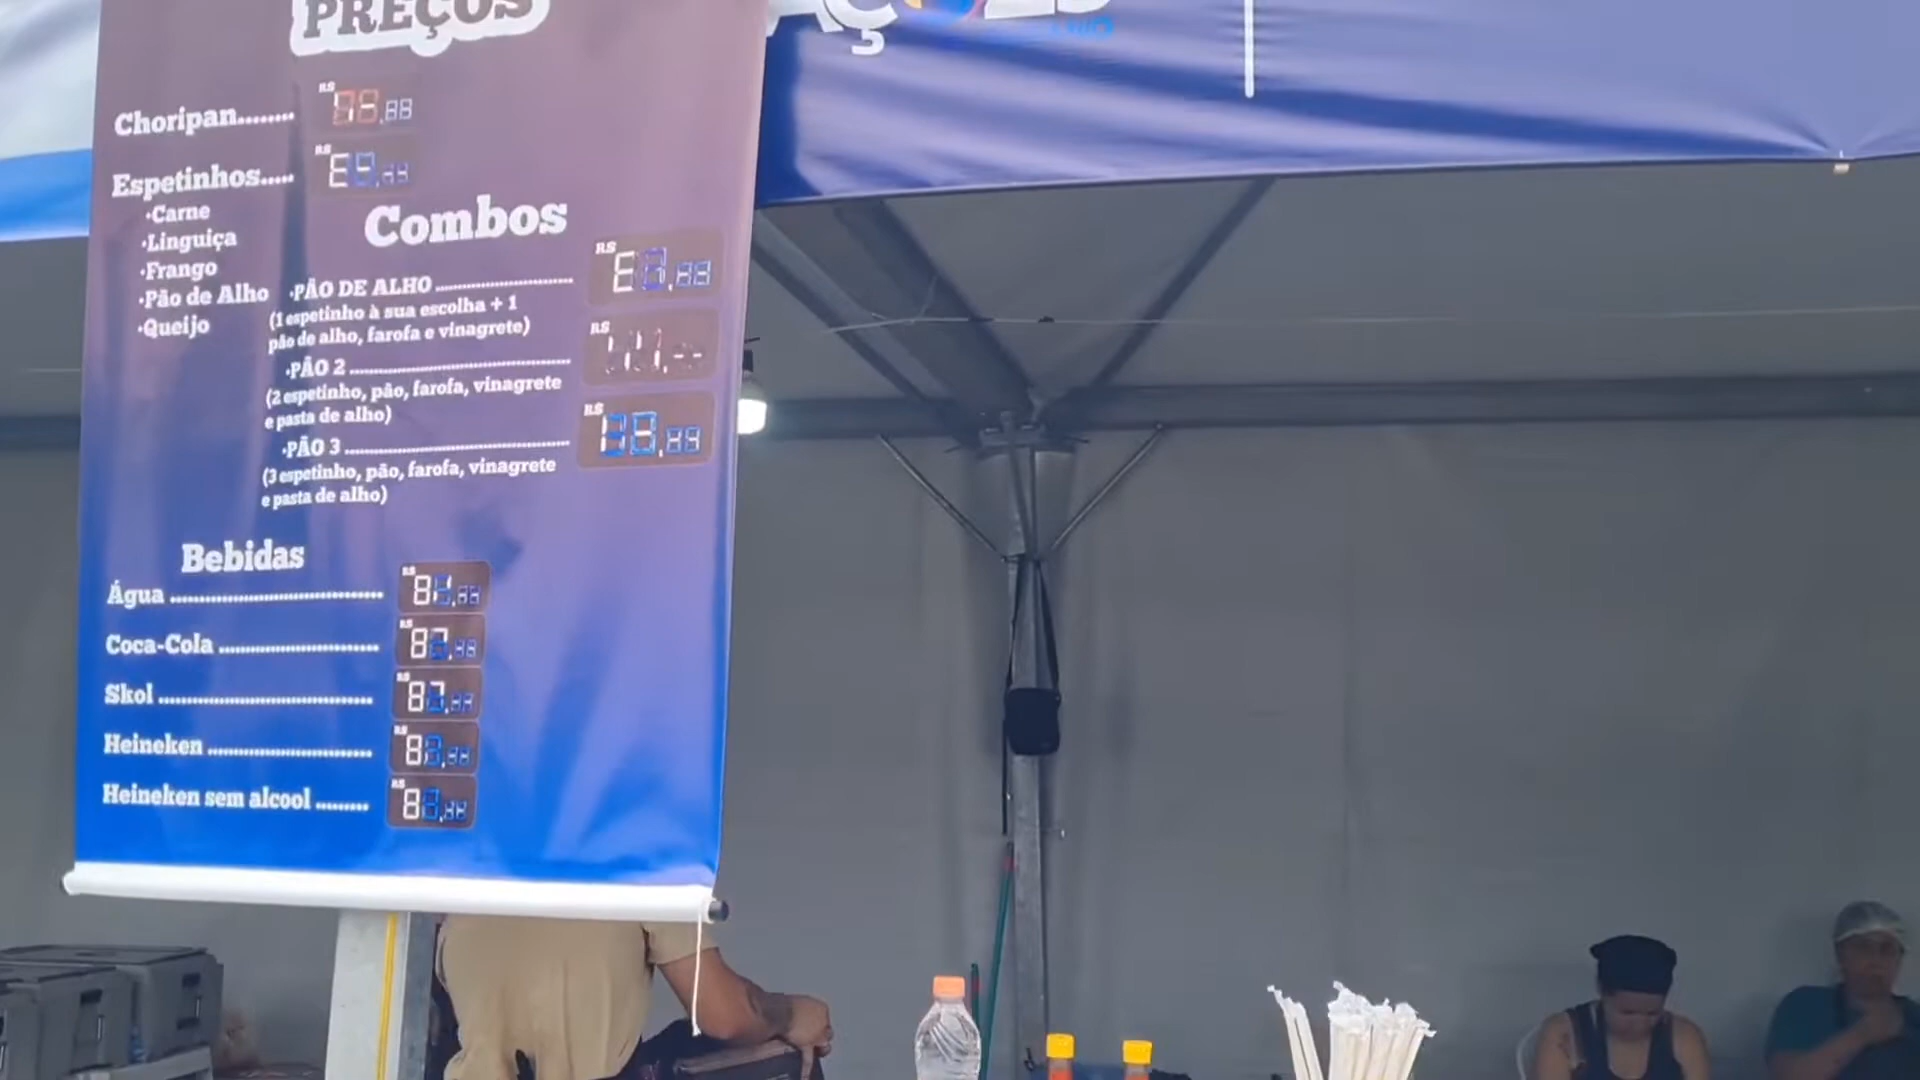 PREÇOS
Choripan........ R$
Espetinhos..... R$
•Carne
•Linguiça
•Frango
•Pão de Alho
•Queijo
Combos
•PÃO DE ALHO ........................ R$
(1 espetinho à sua escolha + 1
pão de alho, farofa e vinagrete)
•PÃO 2 ........................ R$
(2 espetinho, pão, farofa, vinagrete
e pasta de alho)
•PÃO 3 ........................ R$
(3 espetinho, pão, farofa, vinagrete
e pasta de alho)
Bebidas
Água ........................ R$
Coca-Cola ........................ R$
Skol ........................ R$
Heineken ........................ R$
Heineken sem alcool ......... R$